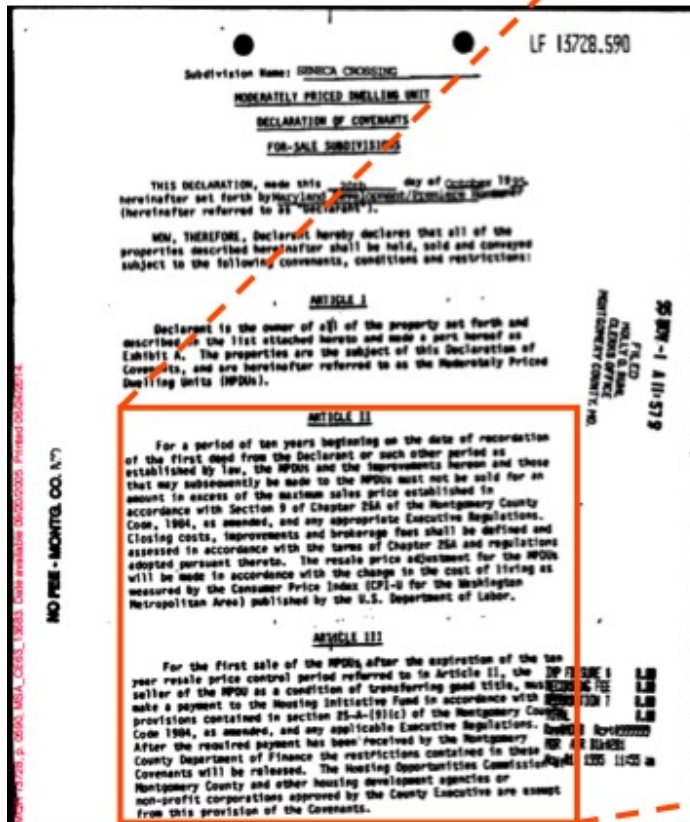 LF 13728.590
Subdivision Name: SENECA CROSSING
MODERATELY PRICED DWELLING UNIT
DECLARATION OF COVENANTS
FOR-SALE SUBDIVISIONS
THIS DECLARATION, made this day of October
hereinafter set forth by Maryland Development/Premiere
(hereinafter referred to as "Declarant").
NOW, THEREFORE, Declarant hereby declares that all of the
properties described hereinafter shall be held, sold and conveyed
subject to the following convenents, conditions and restrictions:
ARTICLE I
Declarant is the owner of all of the property set forth and
described in the list attached hereto and made a part hereof as
Exhibit A. The properties are the subject of this Declaration of
Covenants, and are hereinafter referred to as the Moderately Priced
Dwelling Units (MPDUs).
ARTICLE II
For a period of ten years beginning on the date of recordation
of the first deed from the Declarant or such other period as
established by law, the MPDUs and the improvements hereon and those
that may subsequently be made to the MPDUs must not be sold for an
amount in excess of the maximum sales price established in
accordance with Section 9 of Chapter 25A of the Montgomery County
Code, 1984, as amended, and any appropriate Executive Regulations.
Closing costs, improvements and brokerage fees shall be defined and
assessed in accordance with the terms of Chapter 25A and regulations
adopted pursuant thereto. The resale price adjustment for the MPDUs
will be made in accordance with the change in the cost of living as
measured by the Consumer Price Index (CPI-U for the Washington
Metropolitan Area) published by the U.S. Department of Labor.
ARTICLE III
For the first sale of the MPDUs after the expiration of the ten
year resale price control period referred to in Article II, the
seller of the MPDU as a condition of transferring good title, must
make a payment to the Housing Initiative Fund in accordance with
provisions contained in section 25-A-(9)(c) of the Montgomery County
Code 1984, as amended, and any applicable Executive Regulations.
After the required payment has been received by the Montgomery
County Department of Finance the restrictions contained in these
Covenants will be released. The Housing Opportunities Commission of
Montgomery County and other housing development agencies or
non-profit corporations approved by the County Executive are exempt
from this provision of the Covenants.
FILED
CLERKS OFFICE
MONTGOMERY COUNTY, MD.
NO FEE - MONTG. CO.
Printed 06/24/2014.